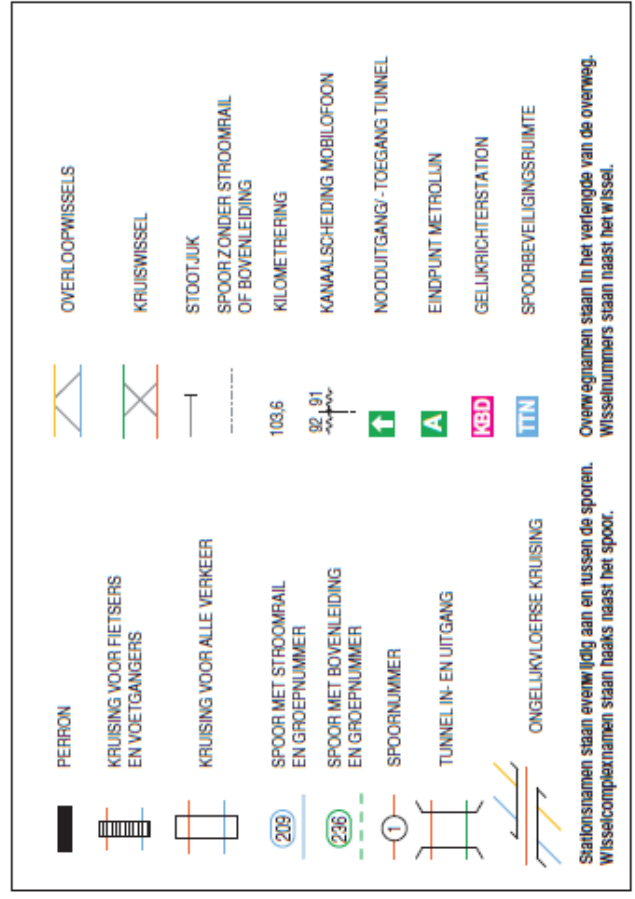 PERRON
KRUISING VOOR FIETSERS
EN VOETGANGERS
KRUISING VOOR ALLE VERKEER
209
SPOOR MET STROOMRAIL
EN GROEPNUMMER
236
SPOOR MET BOVENLEIDING
EN GROEPNUMMER
1
SPOORNUMMER
TUNNEL IN- EN UITGANG
ONGELIJKVLOERSE KRUISING
Stationsnamen staan evenwijdig aan en tussen de sporen.
Wisselcomplexnamen staan haaks naast het spoor.
OVERLOOPWISSELS
KRUISWISSEL
STOOTJUK
SPOOR ZONDER STROOMRAIL
OF BOVENLEIDING
103,6
KILOMETRERING
92 91
KANAALSCHEIDING MOBILOFOON
NOODUITGANG/ -TOEGANG TUNNEL
A
EINDPUNT METROLIJN
KBD
GELIJKRICHTERSTATION
TTN
SPOORBEVEILIGINGSRUIMTE
Overwegnamen staan in het verlengde van de overweg.
Wisselnummers staan naast het wissel.